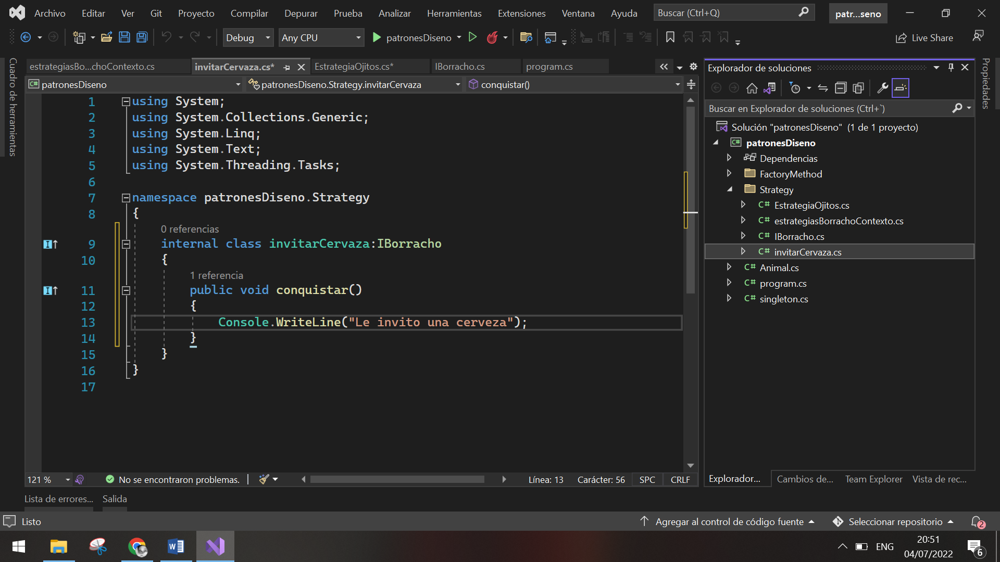 Archivo Editar Ver Git Proyecto Compilar Depurar Prueba Analizar Herramientas Extensiones Ventana Ayuda Buscar (Ctrl+Q) patr...seno
Debug Any CPU patronesDiseno Live Share
Cuadro de herramientas
estrategiasBo...choContexto.cs invitarCervaza.cs* EstrategiaOjitos.cs* IBorracho.cs program.cs
C# patronesDiseno patronesDiseno.Strategy.invitarCervaza conquistar()
1 using System;
2 using System.Collections.Generic;
3 using System.Linq;
4 using System.Text;
5 using System.Threading.Tasks;
6
7 namespace patronesDiseno.Strategy
8 {
0 referencias
9 internal class invitarCervaza:IBorracho
10 {
1 referencia
11 public void conquistar()
12 {
13 Console.WriteLine("Le invito una cerveza");
14 }
15 }
16 }
17
121 % No se encontraron problemas. Línea: 13 Carácter: 56 SPC CRLF
Explorador de soluciones
Buscar en Explorador de soluciones (Ctrl+`)
Solución "patronesDiseno" (1 de 1 proyecto)
C# patronesDiseno
Dependencias
FactoryMethod
Strategy
C# EstrategiaOjitos.cs
C# estrategiasBorrachoContexto.cs
C# IBorracho.cs
C# invitarCervaza.cs
C# Animal.cs
C# program.cs
C# singleton.cs
Explorador... Cambios de... Team Explorer Vista de rec...
Propiedades
Lista de errores... Salida
Listo Agregar al control de código fuente Seleccionar repositorio 2
ENG 20:51
04/07/2022 6